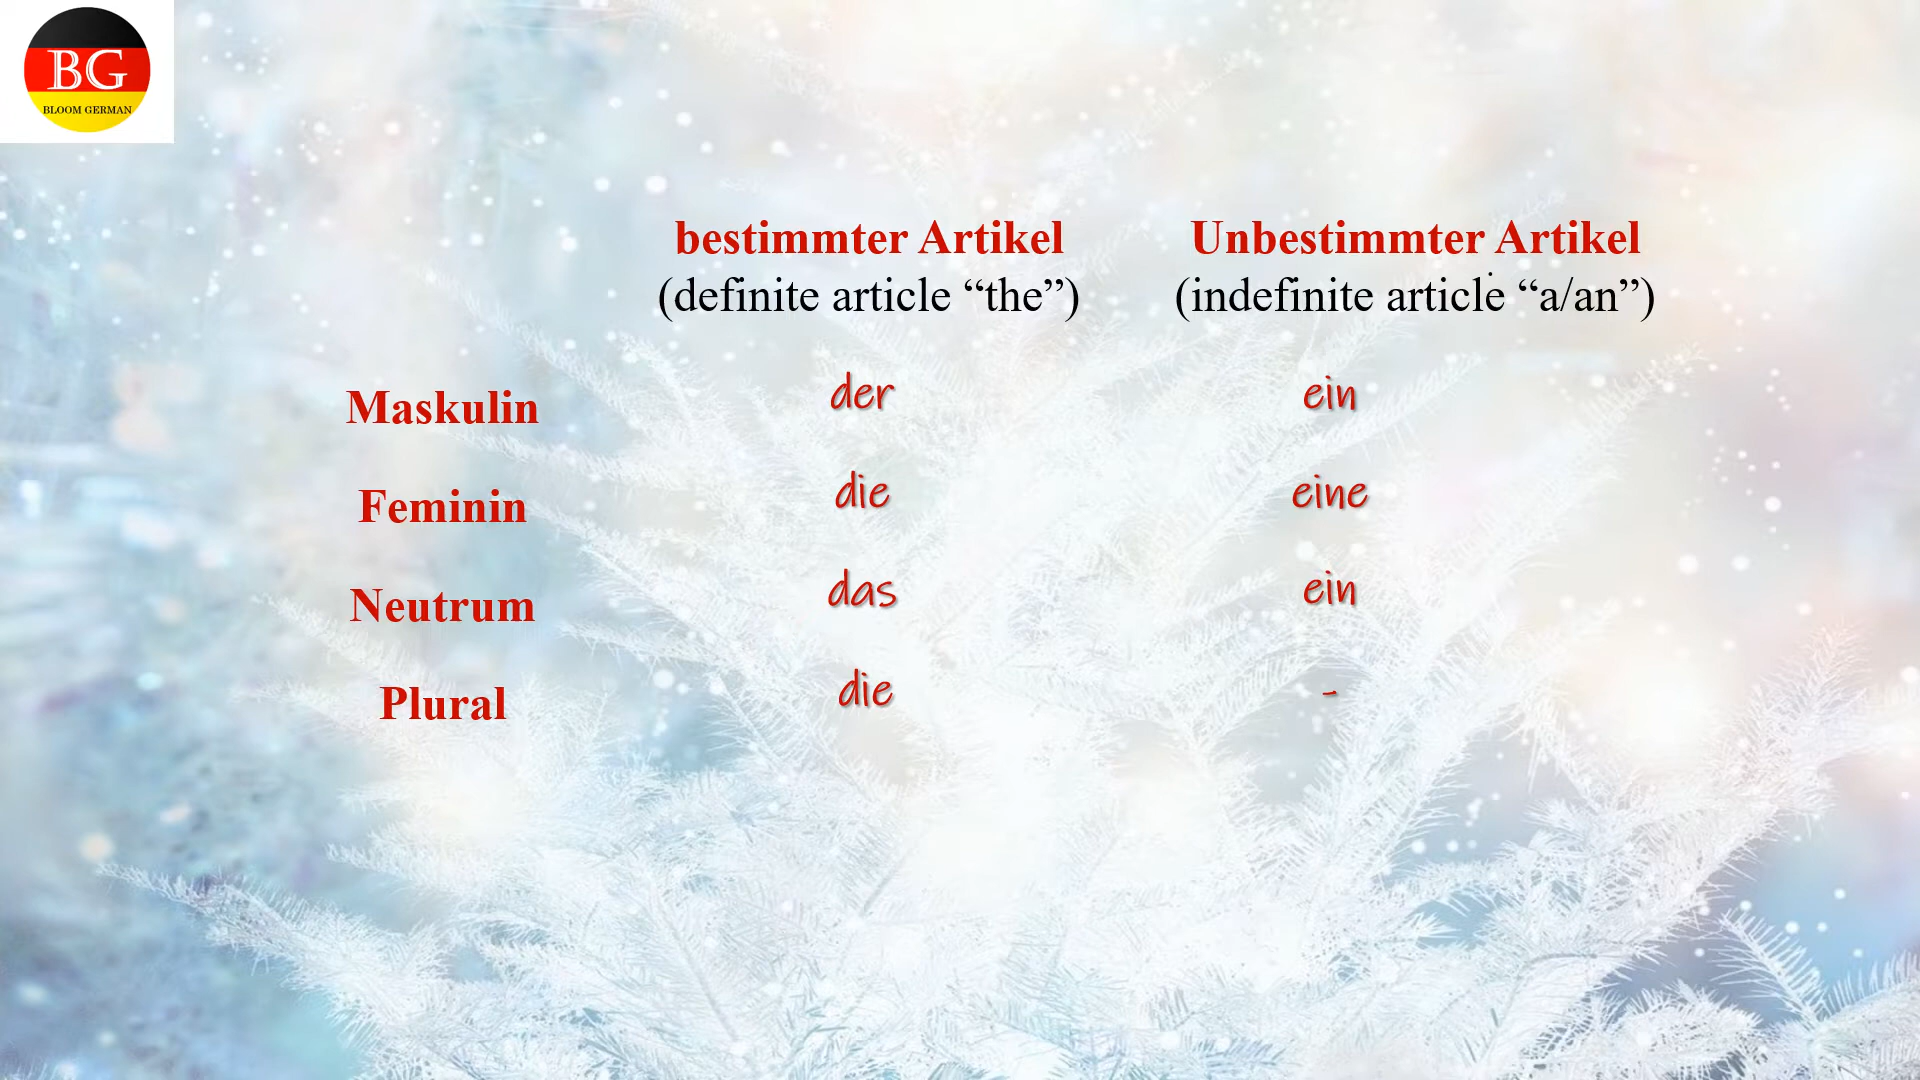 BG
BLOOM GERMAN
bestimmter Artikel Unbestimmter Artikel
(definite article “the”) (indefinite article “a/an”)
Maskulin der ein
Feminin die eine
Neutrum das ein
Plural die -